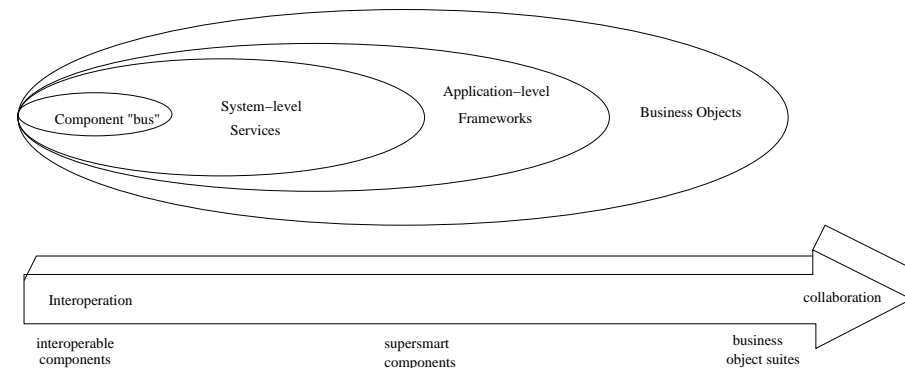 Component "bus"
System-level
Services
Application-level
Frameworks
Business Objects
Interoperation
collaboration
interoperable
components
supersmart
components
business
object suites